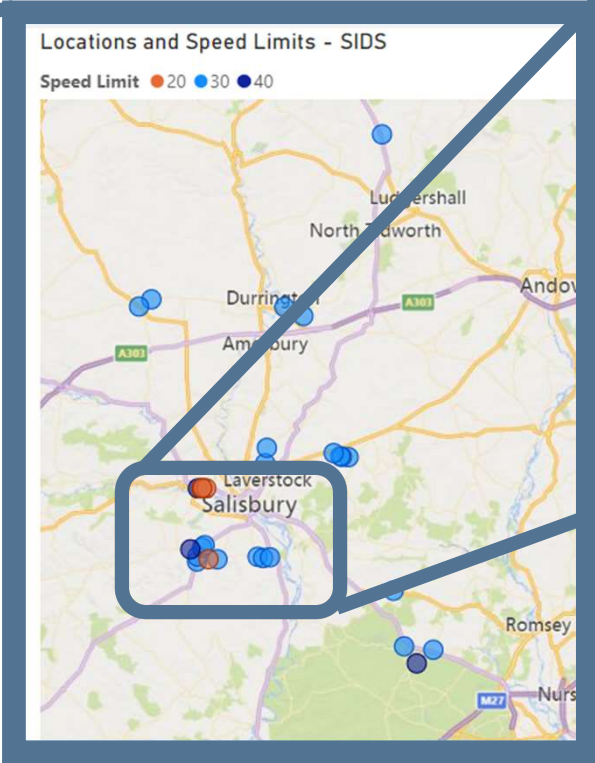 Locations and Speed Limits - SIDS
Speed Limit 20 30 40
Ludgershall
North Tidworth
Andov
Durrington
A303
Amesbury
A303
Laverstock
Salisbury
Romsey
M27
Nurs